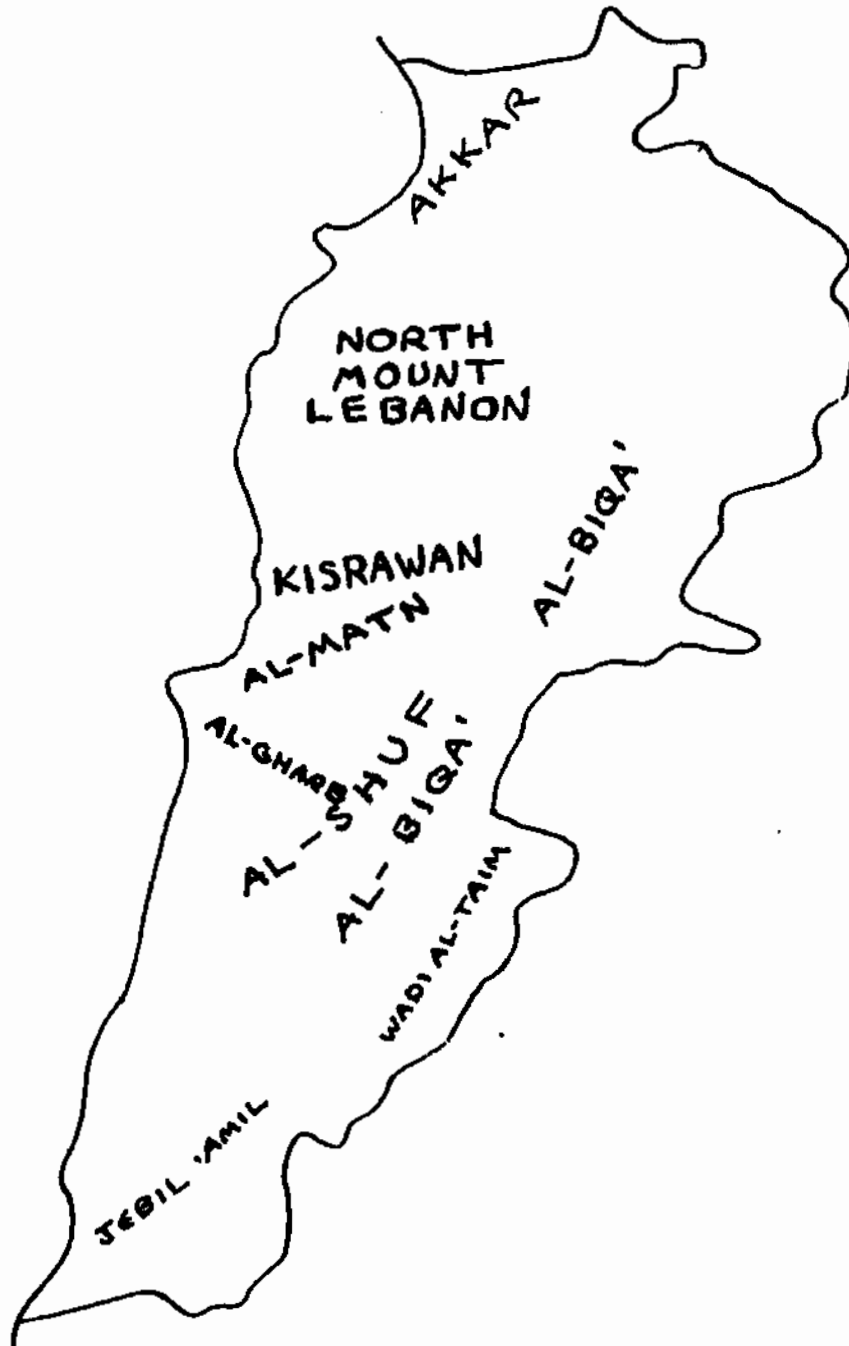 AKKAR
NORTH
MOUNT
LEBANON
AL-BIQA'
KISRAWAN
AL-MATN
AL-GHARB
AL-SHUF
AL-BIQA'
WADI AL-TAIM
JEBIL 'AMIL